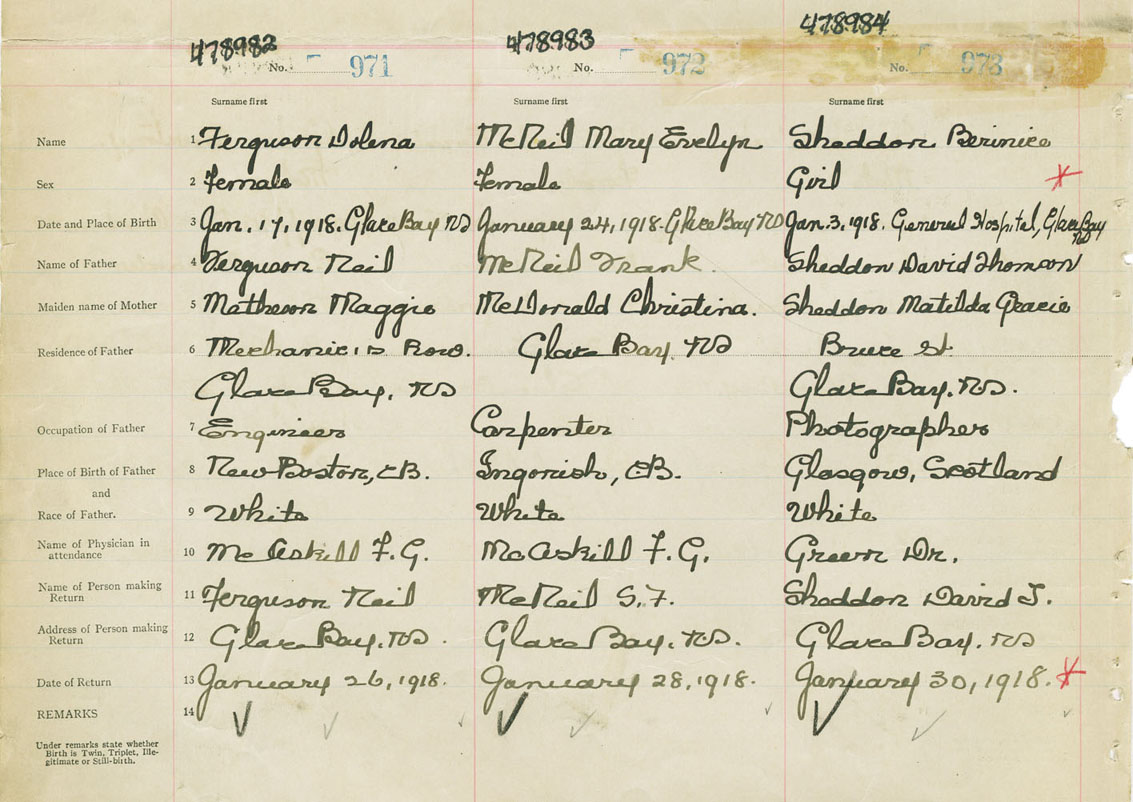 478982 478983 478984
No. 971 No. 972 No. 973
Surname first Surname first Surname first
Name 1 Ferguson Dolena McNeil Mary Evelyn Sheddon Berinice
Sex 2 Female Female Girl
Date and Place of Birth 3 Jan. 17, 1918. Glace Bay NS January 24, 1918. Glace Bay NS Jan. 3, 1918. General Hospital, Glace Bay
NS
Name of Father 4 Ferguson Neil McNeil Frank. Sheddon David Thomson
Maiden name of Mother 5 Matheson Maggie McDonald Christina. Sheddon Matilda Gracie
Residence of Father 6 Row. Glace Bay. NS Bruce St.
Glace Bay, NS Glace Bay, NS.
Occupation of Father 7 Engineer Carpenter Photographer
Place of Birth of Father 8 New Boston, CB. Ingonish, CB. Glasgow, Scotland
and
Race of Father. 9 White White White
Name of Physician in
attendance 10 McAskill F. G. McAskill F. G. Green Dr.
Name of Person making
Return 11 Ferguson Neil McNeil S. F. Sheddon David T.
Address of Person making
Return 12 Glace Bay, NS. Glace Bay, NS. Glace Bay, NS
Date of Return 13 January 26, 1918. January 28, 1918. January 30, 1918.
REMARKS 14
Under remarks state whether
Birth is Twin, Triplet, Ille-
gitimate or Still-birth.